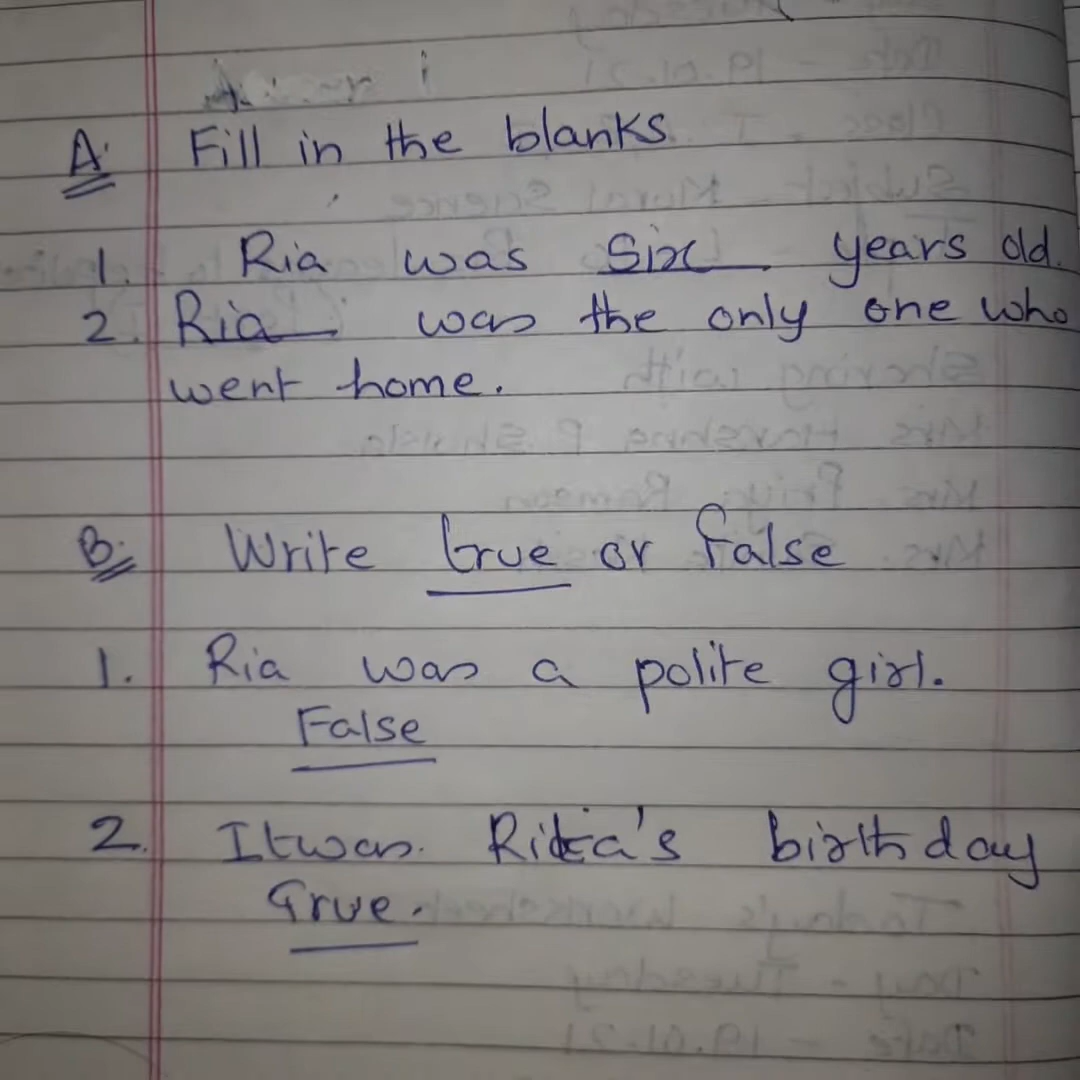 A. Fill in the blanks
1. Ria was Six years old.
2. Ria was the only one who
went home.
B. Write true or False
1. Ria was a polite girl.
False
2. It was. Rita's birthday
True.